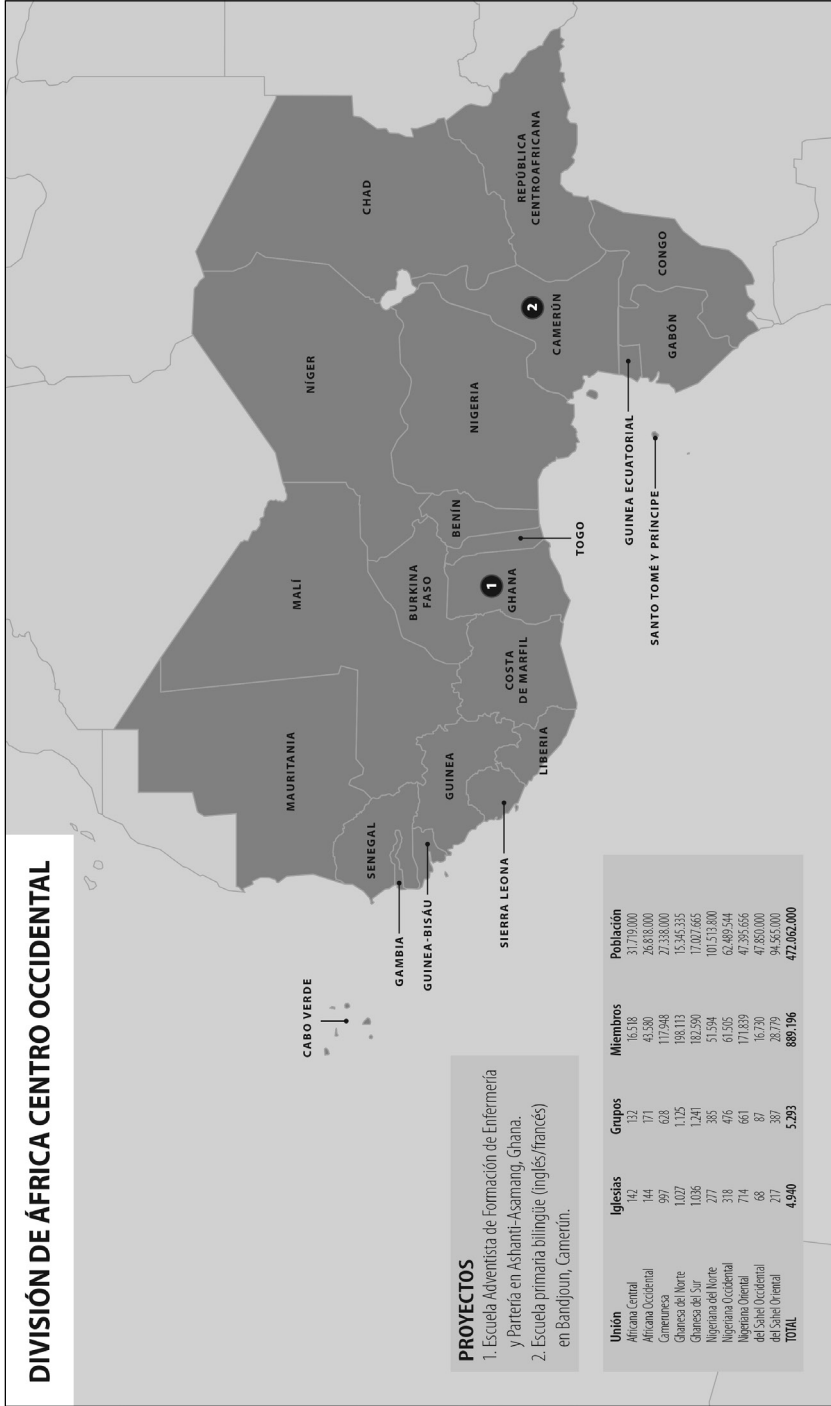 DIVISIÓN DE ÁFRICA CENTRO OCCIDENTAL
CABO VERDE
MAURITANIA
MALÍ
NÍGER
CHAD
SENEGAL
GAMBIA
GUINEA-BISÁU
GUINEA
SIERRA LEONA
LIBERIA
COSTA
DE MARFIL
BURKINA
FASO
1
GHANA
TOGO
BENÍN
NIGERIA
2
CAMERÚN
REPÚBLICA
CENTROAFRICANA
GUINEA ECUATORIAL
SANTO TOMÉ Y PRÍNCIPE
GABÓN
CONGO
PROYECTOS
1. Escuela Adventista de Formación de Enfermería
y Partería en Ashanti-Asamang, Ghana.
2. Escuela primaria bilingüe (inglés/francés)
en Bandjoun, Camerún.
Unión Iglesias Grupos Miembros Población
Africana Central 142 132 16.518 31.719.000
Africana Occidental 144 171 43.580 26.818.000
Camerunesa 997 628 117.948 27.338.000
Ghanesa del Norte 1.027 1.125 198.113 15.345.335
Ghanesa del Sur 1.036 1.241 182.590 17.027.665
Nigeriana del Norte 277 385 51.594 101.513.800
Nigeriana Occidental 318 476 61.505 62.489.544
Nigeriana Oriental 714 661 171.839 47.395.656
del Sahel Occidental 68 87 16.730 47.850.000
del Sahel Oriental 217 387 28.779 94.565.000
TOTAL 4.940 5.293 889.196 472.062.000